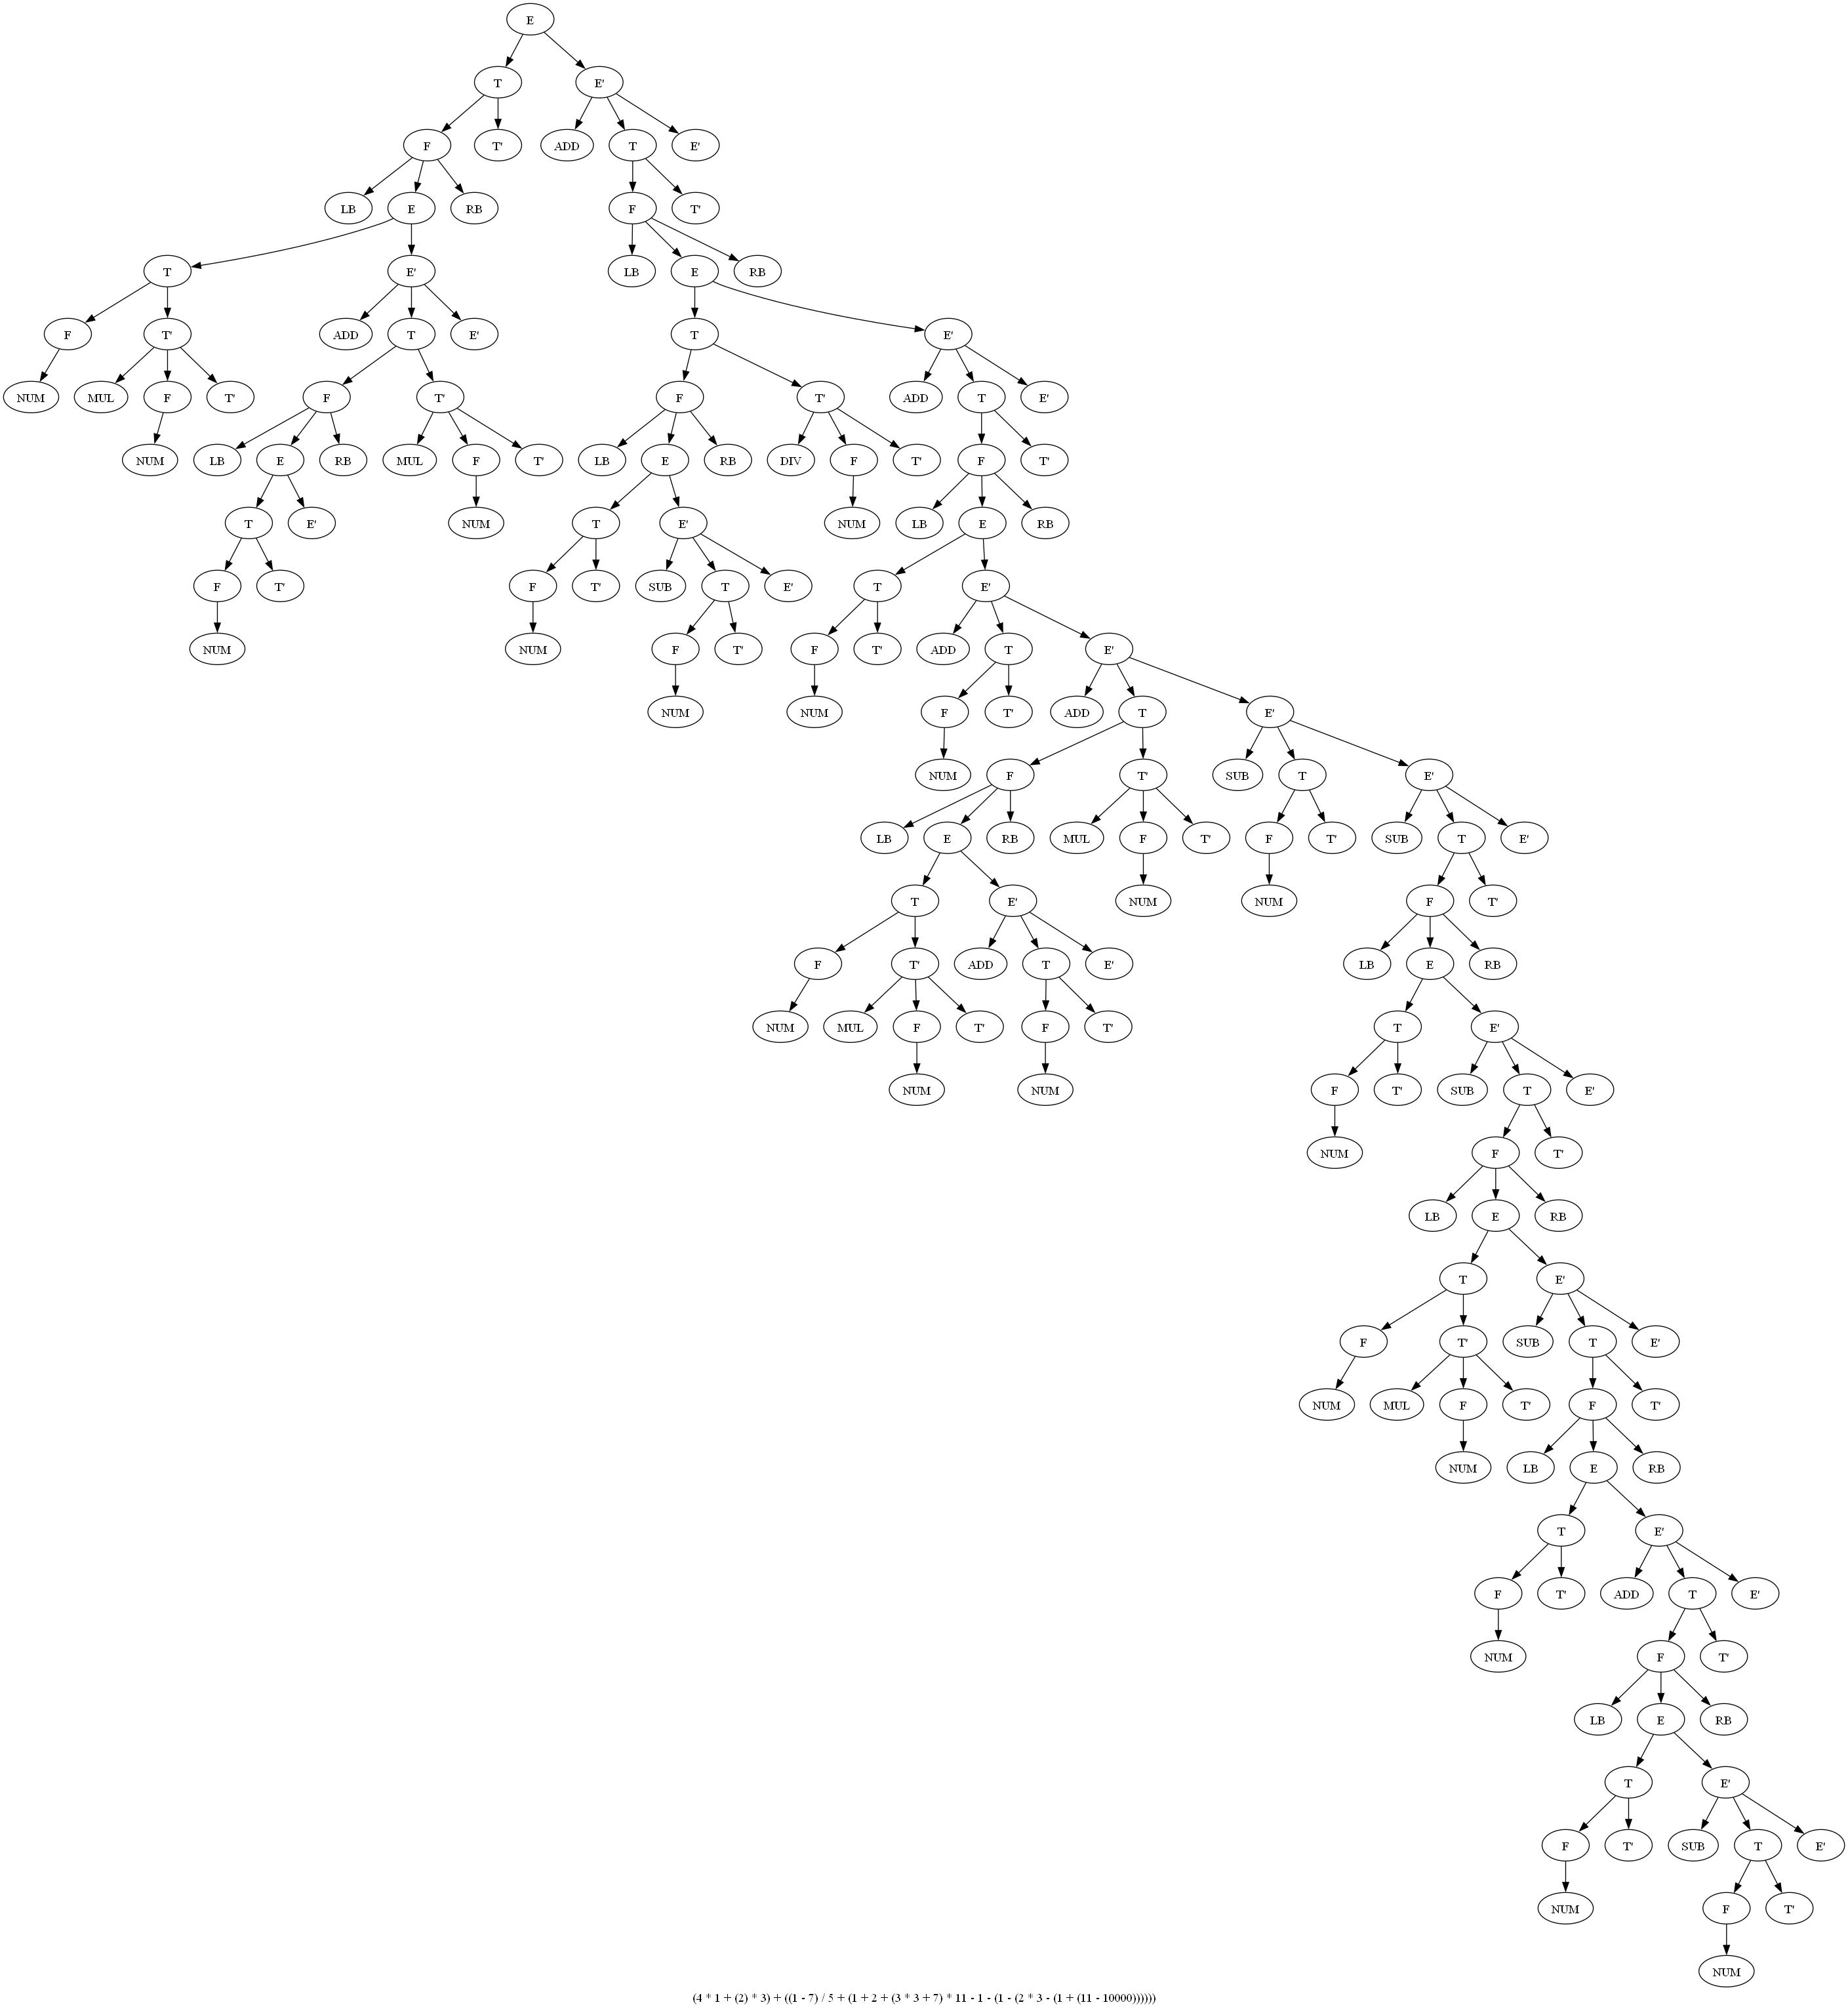 E
T E'
F T' ADD T E'
LB E RB F T'
T E' LB E RB
F T' ADD T E' T E'
NUM MUL F T' F T' F T' ADD T E'
NUM LB E RB MUL F T' LB E RB DIV F T' F T'
T E' NUM T E' NUM LB E RB
F T' F T' SUB T E' T E'
NUM NUM F T' F T' ADD T E'
NUM NUM F T' ADD T E'
NUM F T' SUB T E'
LB E RB MUL F T' F T' SUB T E'
T E' NUM NUM F T'
F T' ADD T E' LB E RB
NUM MUL F T' F T' T E'
NUM NUM F T' SUB T E'
NUM F T'
LB E RB
T E'
F T' SUB T E'
NUM MUL F T' F T'
NUM LB E RB
T E'
F T' ADD T E'
NUM F T'
LB E RB
T E'
F T' SUB T E'
NUM F T'
NUM
(4 * 1 + (2) * 3) + ((1 - 7) / 5 + (1 + 2 + (3 * 3 + 7) * 11 - 1 - (1 - (2 * 3 - (1 + (11 - 10000))))))